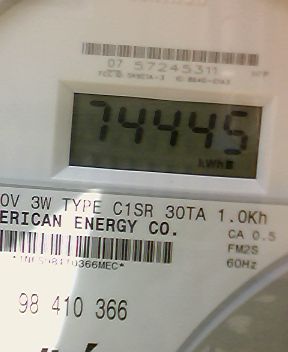 07 57245311
74445
kWh
0V 3W TYPE C1SR 30TA 1.0Kh
ERICAN ENERGY CO.
CA 0.5
FM2S
60Hz
98 410 366